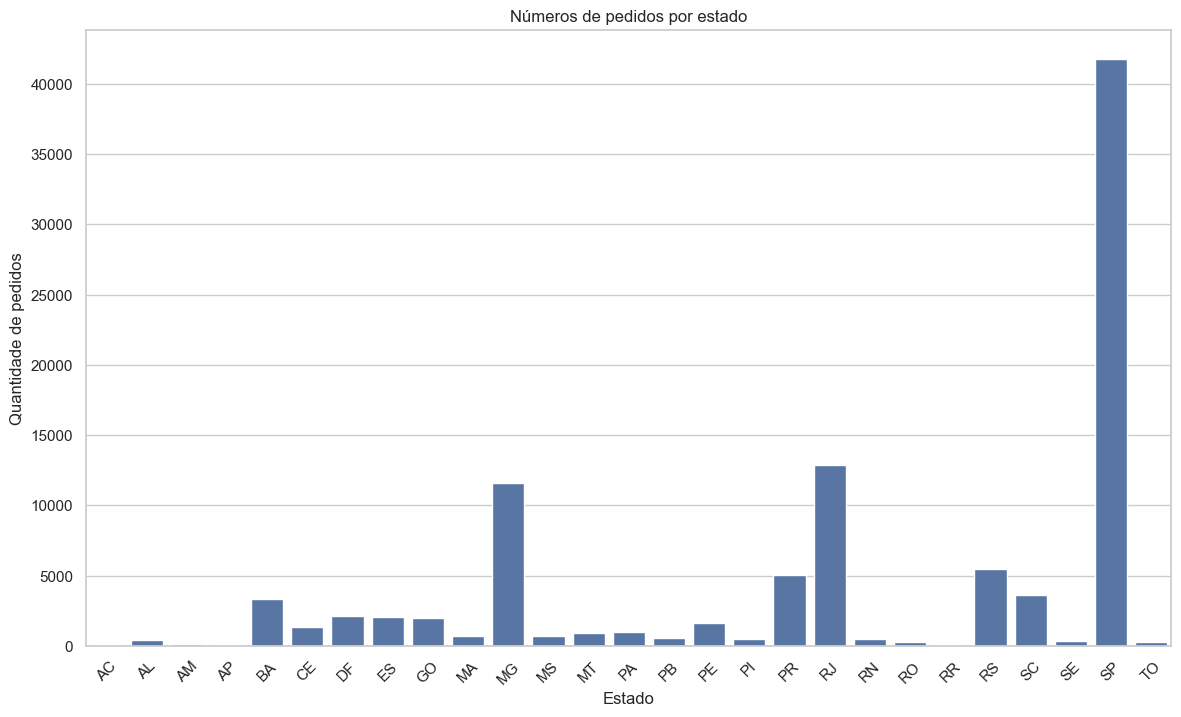 Números de pedidos por estado
Quantidade de pedidos
40000
35000
30000
25000
20000
15000
10000
5000
0
AC AL AM AP BA CE DF ES GO MA MG MS MT PA PB PE PI PR RJ RN RO RR RS SC SE SP TO
Estado